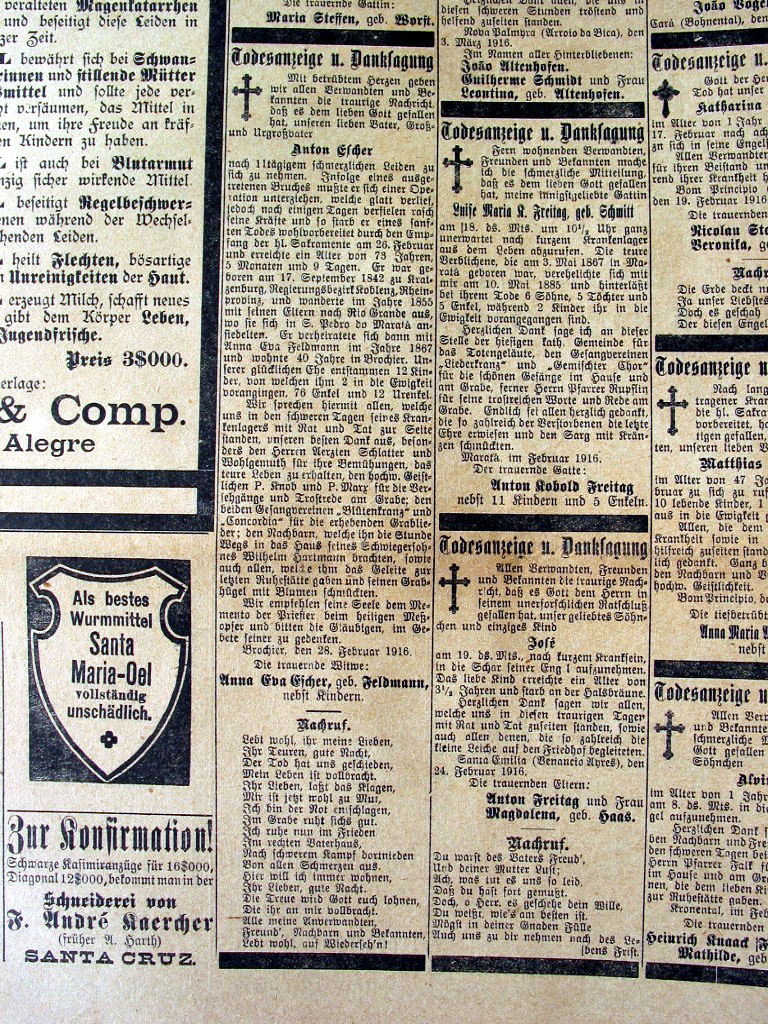 veralteten Magenkatarrhen
und beseitigt diese Leiden in
zer Zeit.
L bewährt sich bei Schwan-
rinnen und stillende Mütter
smittel und sollte jede ver-
ht versäumen, das Mittel in
en, um ihre Freude an kräf-
en Kindern zu haben.
L ist auch bei Blutarmut
nzig sicher wirkende Mittel
L beseitigt Regelbeschwer-
nen während der Wechsel-
henden Leiden.
L heilt Flechten, bösartige
n Unreinigkeiten der Haut.
L erzeugt Milch, schafft neues
gibt dem Körper Leben,
Jugendfrische.
Preis 3$000.
erlage:
& Comp.
Alegre
Als bestes
Wurmmittel
Santa
Maria-Oel
vollständig
unschädlich.
Zur Konfirmation!
Schwarze Kasimiranzüge für 16$000,
Diagonal 12$000, bekommt man in der
Schneiderei von
F. André Kaercher
(früher A. Harth)
SANTA CRUZ.
Die trauernde Gattin:
Maria Steffen, geb. Worst.
Todesanzeige u. Danksagung
Mit betrübtem Herzen geben
wir allen Verwandten und Be-
kannten die traurige Nachricht,
daß es dem lieben Gott gefallen
hat, unseren lieben Vater, Groß-
und Urgroßvater
Anton Escher
nach 11tägigem schmerzlichen Leiden zu
sich zu nehmen. Infolge eines ausge-
tretenen Bruches mußte er sich einer Ope-
ration unterziehen, welche glatt verlief,
jedoch nach einigen Tagen verfielen rasch
seine Kräfte und so starb er eines sanf-
ten Todes wohlvorbereitet durch den Emp-
fang der hl. Sakramente am 26. Februar
und erreichte ein Alter von 73 Jahren,
5 Monaten und 9 Tagen. Er war ge-
boren am 17. September 1842 zu Krat-
zenburg, Regierungsbezirk Koblenz, Rhein-
provinz, und wanderte im Jahre 1855
mit seinen Eltern nach Rio Grande aus,
wo sie sich in S. Pedro do Maratá an-
siedelten. Er verheiratete sich dann mit
Anna Eva Feldmann im Jahre 1867
und wohnte 40 Jahre in Brochier. Un-
serer glücklichen Ehe entstammen 12 Kin-
der, von welchen ihm 2 in die Ewigkeit
vorangingen, 76 Enkel und 12 Urenkel.
Wir sprechen hiermit allen, welche
uns in den schweren Tagen seines Kran-
kenlagers mit Rat und Tat zur Seite
standen, unseren besten Dank aus, beson-
ders den Herren Aerzten Schlatter und
Wohlgemuth für ihre Bemühungen, das
teure Leben zu erhalten, den hochw. Geist-
lichen P. Knob und P. Marx für die Ver-
sehgänge und Trostrede am Grabe; den
beiden Gesangvereinen „Blütenkranz“ und
„Concordia“ für die erhebenden Grablie-
der; den Nachbarn, welche ihn die Stunde
Wegs in das Haus seines Schwiegersoh-
nes Wilhelm Hartmann brachten, sowie
auch allen, welche ihm das Geleite zur
letzten Ruhestätte gaben und seinen Grab-
hügel mit Blumen schmückten.
Wir empfehlen seine Seele dem Me-
mento der Priester beim heiligen Meß-
opfer und bitten die Gläubigen, im Ge-
bete seiner zu gedenken.
Brochier, den 28. Februar 1916.
Die trauernde Witwe:
Anna Eva Escher, geb. Feldmann,
nebst Kindern.
Nachruf.
Lebt wohl, ihr meine Lieben,
Ihr Teuren, gute Nacht,
Der Tod hat uns geschieden,
Mein Leben ist vollbracht.
Ihr Lieben, laßt das Klagen,
Mir ist jetzt wohl zu Mut,
Ich bin der Not entschlagen,
Im Grabe ruht sichs gut.
Ich ruhe nun im Frieden
Im rechten Vaterhaus,
Nach schwerem Kampf hornieden
Von allen Schmerzen aus.
Hier will ich immer wohnen,
Ihr Lieben, gute Nacht.
Die Treue wird Gott euch lohnen,
Die ihr an mir vollbracht.
Alle meine Anverwandten,
Freund', Nachbarn und Bekannten,
Lebt wohl, auf Wiederseh'n!
diesen schweren Stunden tröstend und
helfend zuseiten standen.
Nova Palmyra (Arroio da Bica), den
3. März 1916.
Im Namen aller Hinterbliebenen:
João Altenhofen.
Guilherme Schmidt und Frau
Leontina, geb. Altenhofen.
Todesanzeige u. Danksagung
Fern wohnenden Verwandten,
Freunden und Bekannten mache
ich die schmerzliche Mitteilung,
daß es dem lieben Gott gefallen
hat, meine innigstgeliebte Gattin
Luise Maria K. Freitag, geb. Schmitt
am 18. ds. Mts. um 10½ Uhr ganz
unerwartet nach kurzem Krankenlager
aus dem Leben abzurufen. Die teure
Verblichene, die am 3. Mai 1867 in Ma-
ratá geboren war, verehelichte sich mit
mir am 10. Mai 1885 und hinterläßt
bei ihrem Tode 6 Söhne, 5 Töchter und
5 Enkel, während 2 Kinder ihr in die
Ewigkeit vorangegangen sind.
Herzlichen Dank sage ich an dieser
Stelle der hiesigen kath. Gemeinde für
das Totengeläute, den Gesangvereinen
„Liederkranz“ und „Gemischter Chor“
für die schönen Gesänge im Hause und
am Grabe, ferner Herrn Pfarrer Rupflin
für seine trostreichen Worte und Rede am
Grabe. Endlich sei allen herzlich gedankt,
die so zahlreich der Verstorbenen die letzte
Ehre erwiesen und den Sarg mit Krän-
zen schmückten.
Maratá, im Februar 1916.
Der trauernde Gatte:
Anton Kobold Freitag
nebst 11 Kindern und 5 Enkeln.
Todesanzeige u. Danksagung
Allen Verwandten, Freunden
und Bekannten die traurige Nach-
richt, daß es Gott dem Herrn in
seinem unerforschlichen Ratschluß
gefallen hat, unser geliebtes Söhn-
chen und einziges Kind
José
am 19. ds. Mts., nach kurzem Kranksein,
in die Schar seiner Engel aufzunehmen.
Das liebe Kind erreichte ein Alter von
3½ Jahren und starb an der Halsbräune.
Herzlichen Dank sagen wir allen,
welche uns in diesen traurigen Tagen
mit Rat und Tat zuseiten standen, sowie
auch allen denen, die so zahlreich die
kleine Leiche auf den Friedhof begleiteten.
Santa Emilia (Venancio Ayres), den
24. Februar 1916.
Die trauernden Eltern:
Anton Freitag und Frau
Magdalena, geb. Haas.
Nachruf.
Du warst des Vaters Freud',
Und deiner Mutter Lust;
Ach, was tut es uns so leid,
Daß du hast fort gemußt.
Doch, o Herr, es geschehe dein Wille,
Du weißt, wie's am besten ist.
Mögst in deiner Gnaden Fülle
Auch uns zu dir nehmen nach des Le-
bens Frist.
João Vogel
Cará (Bohnental), den
Todesanzeige u
Gott der Her
Tod hat unser
Katharina
im Alter von 1 Jahr
17. Februar nach
zu sich in seine Engel
Allen Verwandten
für ihren Beistand
rend ihrer Krankheit
Bom Principio
den 19. Februar 1916
Die trauernden
Nicolau Ste
Veronika, g
Nachr
Die Erde deckt
Ja unser Liebstes
Doch es geschah
Der diesen Engel
Todesanzeige u
Nach lang
tragener Kran
die hl. Sakra
vorbereitet, ha
tigen gefallen,
ten, unseren lieben
Matthias
im Alter von 47 Ja
bruar zu sich zu ruf
10 lebende Kinder, 1
aus in die Ewigkeit
Allen, die dem
Krankheit sowie in
hilfreich zuseiten stand
lich gedankt. Ganz b
den Nachbarn und V
hochw. Geistlichkeit.
Bom Principio, de
Die tiefbetrübt
Anna Maria
nebst
Todesanzeige u
Allen Verw
und Bekannten
schmerzliche
Gott gefallen
Söhnchen
Alvin
im Alter von 1 Jahr
am 8. ds. Mts. in die
gel aufzunehmen.
Herzlichen Dank
den Nachbarn und Fre
den schweren Tagen bei
Herrn Pfarrer Falk
im Hause und am Gra
nen, die dem lieben Ki
zur Ruhestätte gaben.
Kronental, im Fe
Die trauernden
Heinrich Knaack
Mathilde, geb